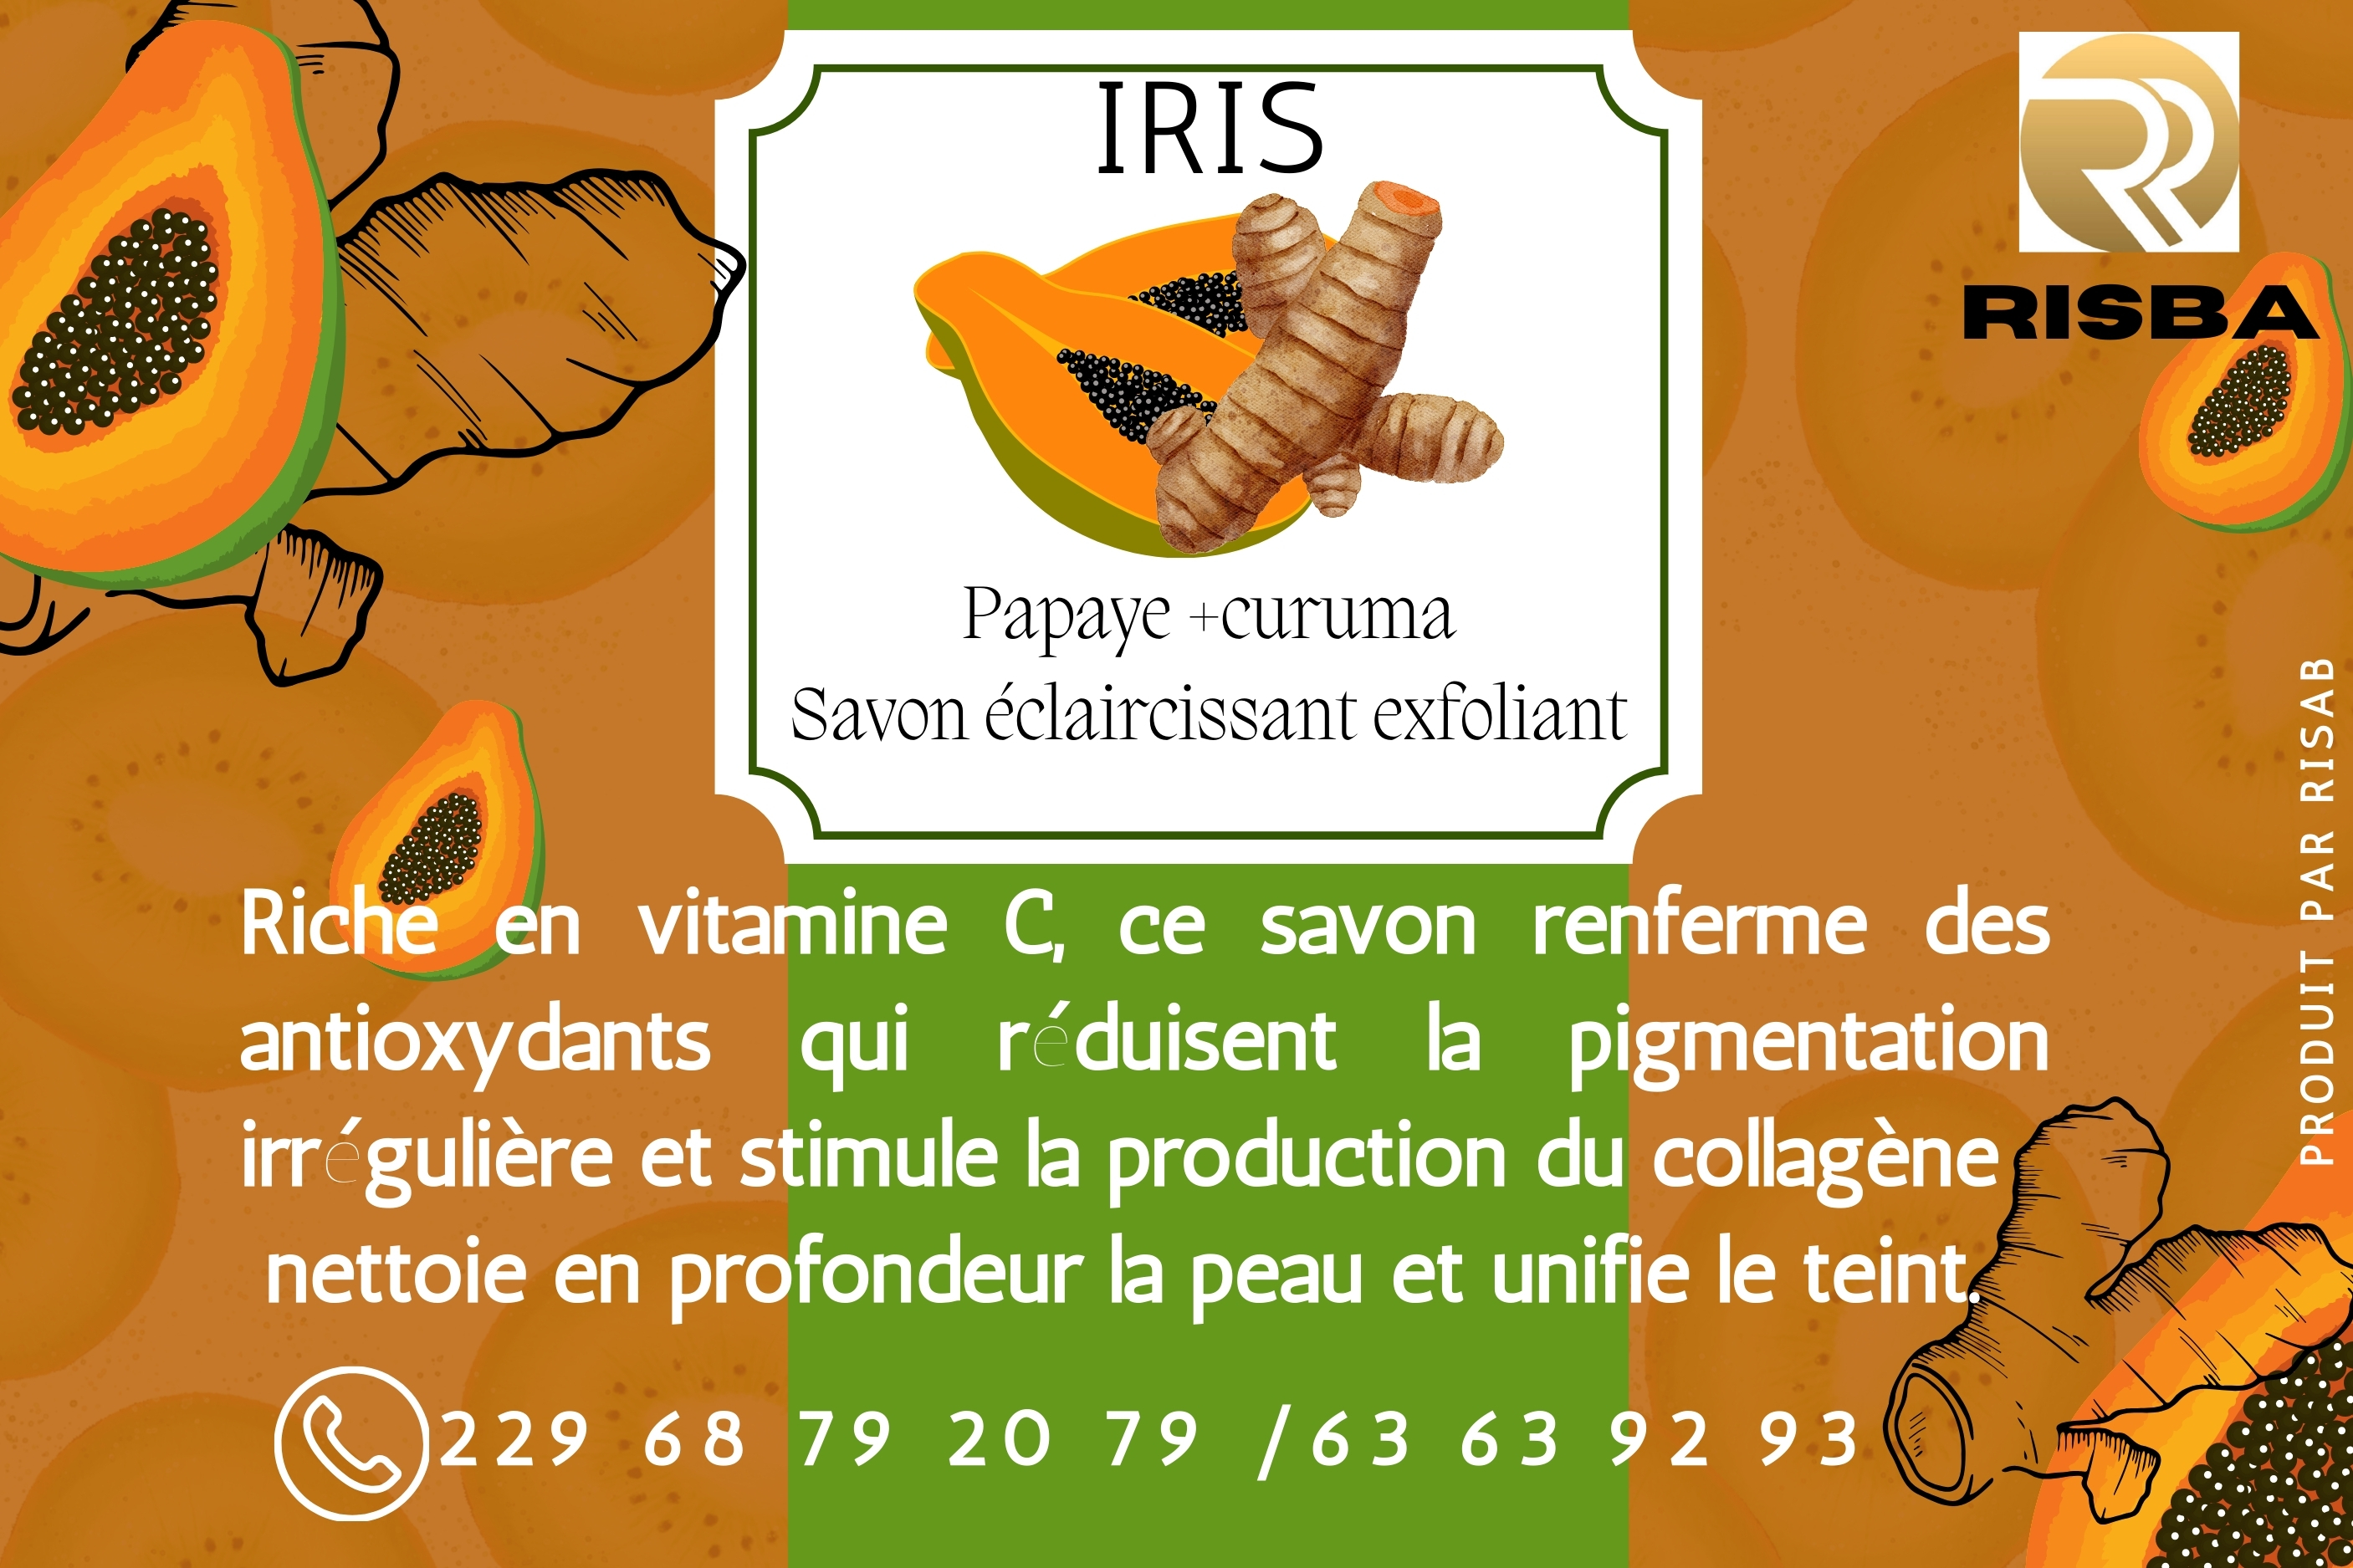 IRIS
RISBA
Papaye +curuma
Savon éclaircissant exfoliant
PRODUIT PAR RISAB
Riche en vitamine C, ce savon renferme des
antioxydants qui réduisent la pigmentation
irrégulière et stimule la production du collagène
nettoie en profondeur la peau et unifie le teint.
229 68 79 20 79 /63 63 92 93